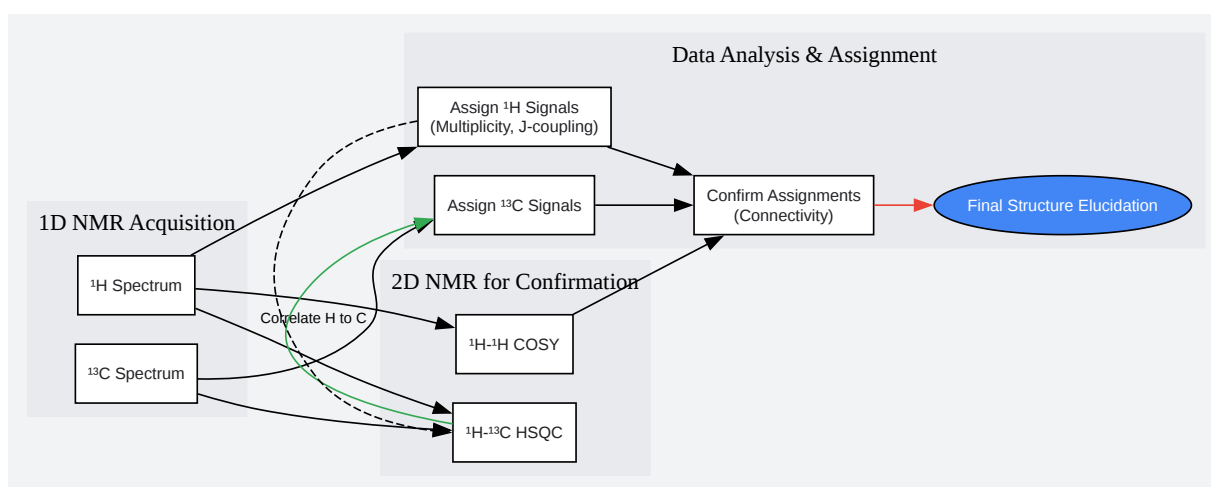 Data Analysis & Assignment
Assign ¹H Signals
(Multiplicity, J-coupling)
Assign ¹³C Signals
Confirm Assignments
(Connectivity)
Final Structure Elucidation
1D NMR Acquisition
¹H Spectrum
¹³C Spectrum
Correlate H to C
2D NMR for Confirmation
¹H-¹H COSY
¹H-¹³C HSQC